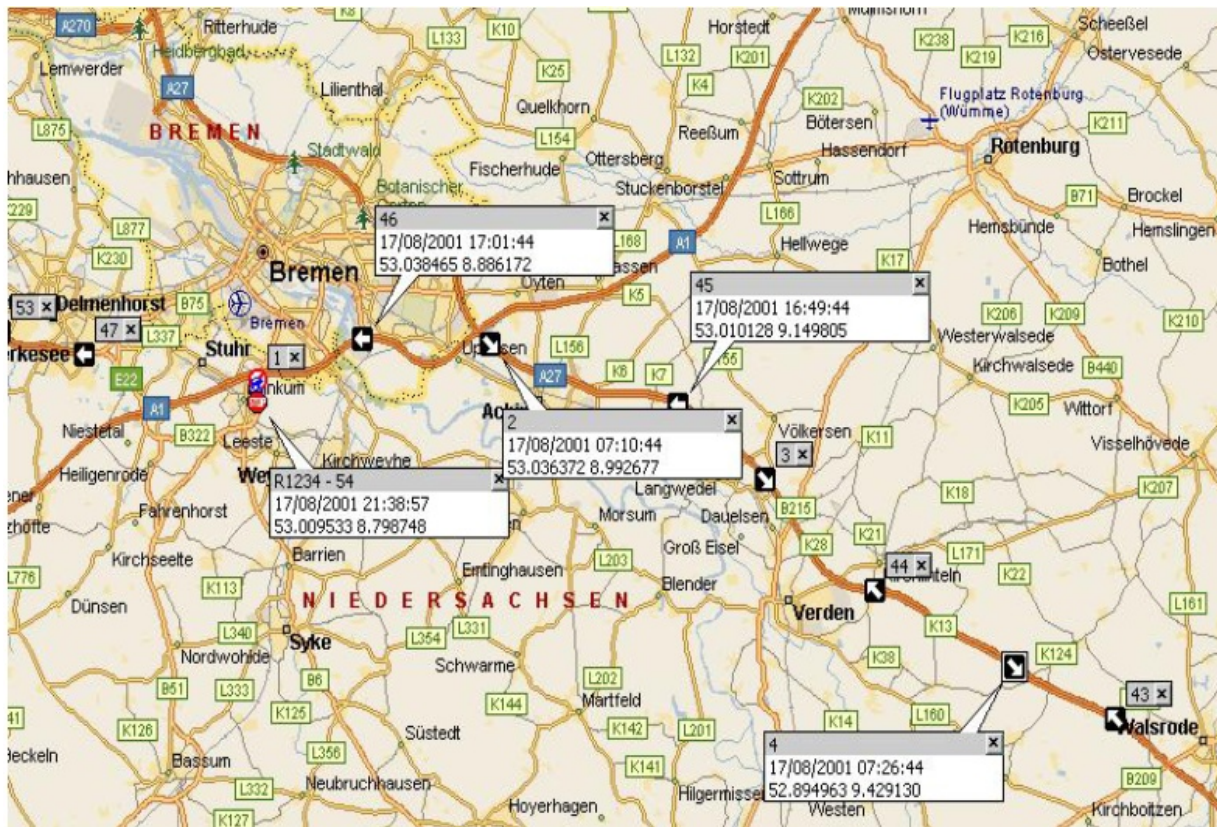 A270
Ritterhude
K8
L133
K10
Horstedt
L132
K201
K238
K219
K216
Scheeßel
Ostervesede
Heidbergbad
Lemwerder
A27
Lilienthal
K25
K4
Quelkhorn
K202
Flugplatz Rotenburg
(Wümme)
L875
BREMEN
L154
Reeßum
Bötersen
K211
Stadtwald
Fischerhude
Ottersberg
Hassendorf
Rotenburg
Botanischer
Stuckenborstel
Sottrum
B71
Brockel
K229
L877
L166
Hemsbünde
Hemslingen
46
17/08/2001 17:01:44
53.038465 8.886172
L168
A1
Hellwege
K230
Bremen
K17
Bothel
Oyten
K5
45
17/08/2001 16:49:44
53.010128 9.149805
53
Delmenhorst
B75
Bremen
K206
K209
K210
47
L337
Stuhr
1
L156
Westerwalsede
Kirchwalsede
E22
A27
K6
K7
B440
A1
K205
Wittorf
Niestetal
B322
Leeste
2
17/08/2001 07:10:44
53.036372 8.992677
Völkersen
K11
Visselhövede
3
Heiligenrode
Kirchweyhe
R1234 - 54
17/08/2001 21:38:57
53.009533 8.798748
Langwedel
B215
K18
K207
Fahrenhorst
Morsum
Dauelsen
K28
K21
Kirchseelte
Barrien
L203
Groß Eisel
L171
L776
K113
Emtinghausen
44
K22
Blender
Dünsen
NIEDERSACHSEN
Verden
L161
L340
Syke
L354
L331
K13
Nordwohlde
Schwarme
K38
K124
B51
L333
B6
L202
43
K125
K144
Martfeld
K14
L160
Walsrode
K126
Süstedt
K142
L201
4
17/08/2001 07:26:44
52.894963 9.429130
L356
K141
Bassum
B209
L332
Neubruchhausen
K127
Hoyerhagen
Westen
Kirchboitzen